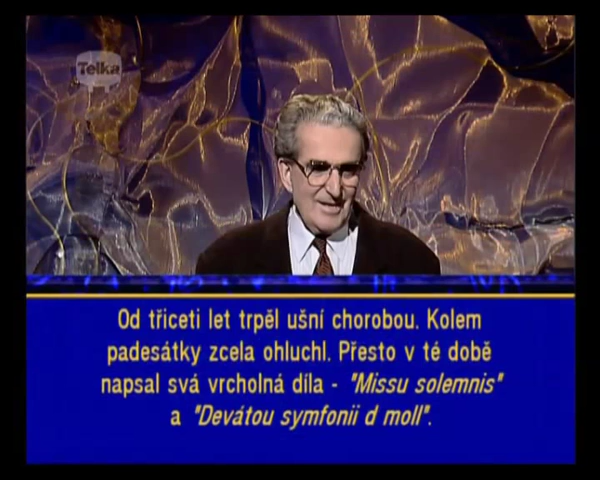 Telka
Od třiceti let trpěl ušní chorobou. Kolem
padesátky zcela ohluchl. Přesto v té době
napsal svá vrcholná díla - "Missu solemnis"
a "Devátou symfonii d moll".